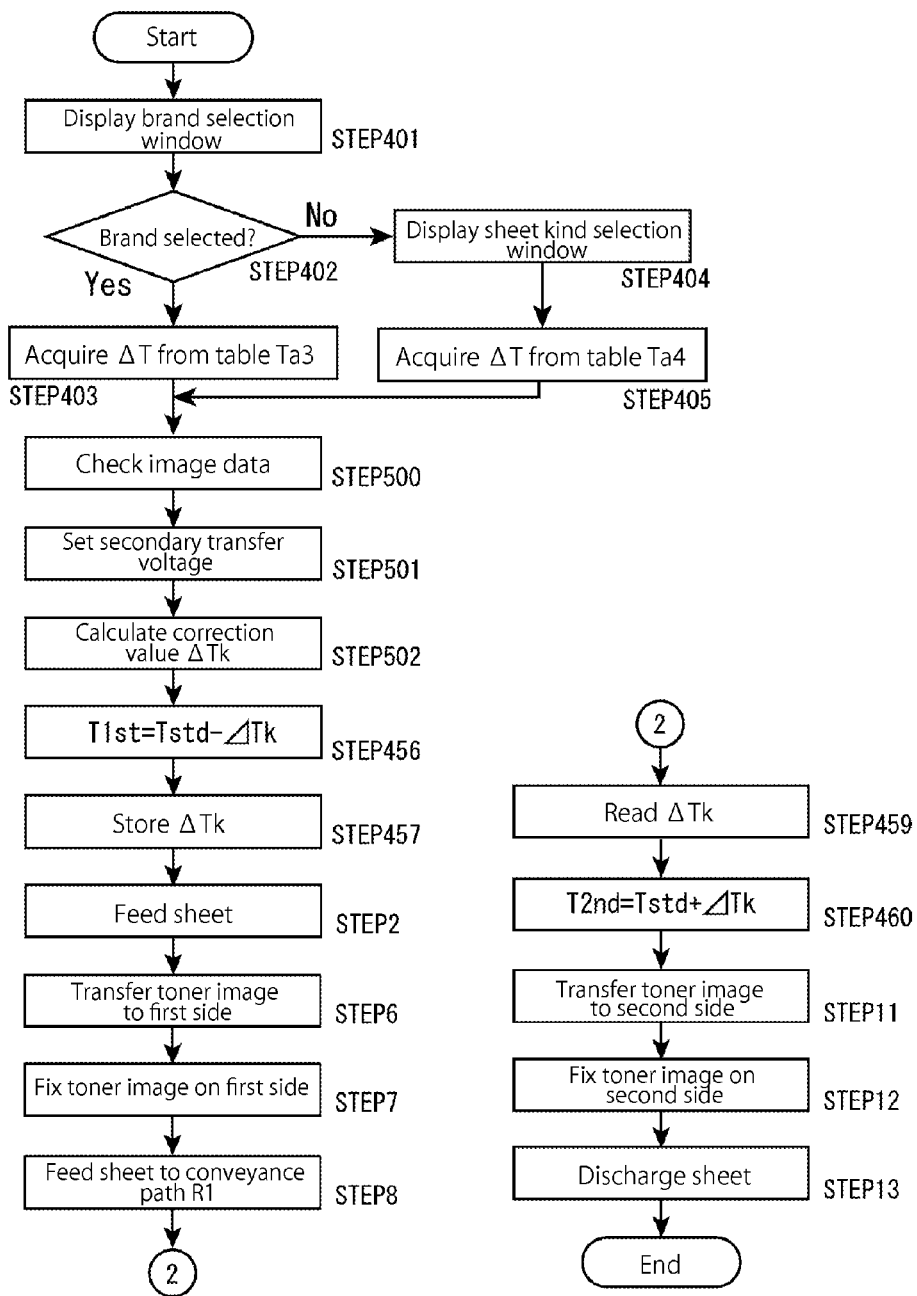 Start
Display brand selection
window
STEP401
Brand selected?
No
STEP402
Yes
Display sheet kind selection
window
STEP404
Acquire ΔT from table Ta3
STEP403
Acquire ΔT from table Ta4
STEP405
Check image data
STEP500
Set secondary transfer
voltage
STEP501
Calculate correction
value ΔTk
STEP502
T1st=Tstd-⊿Tk
STEP456
Store ΔTk
STEP457
Feed sheet
STEP2
Transfer toner image
to first side
STEP6
Fix toner image on first side
STEP7
Feed sheet to conveyance
path R1
STEP8
2
2
Read ΔTk
STEP459
T2nd=Tstd+⊿Tk
STEP460
Transfer toner image
to second side
STEP11
Fix toner image on
second side
STEP12
Discharge sheet
STEP13
End